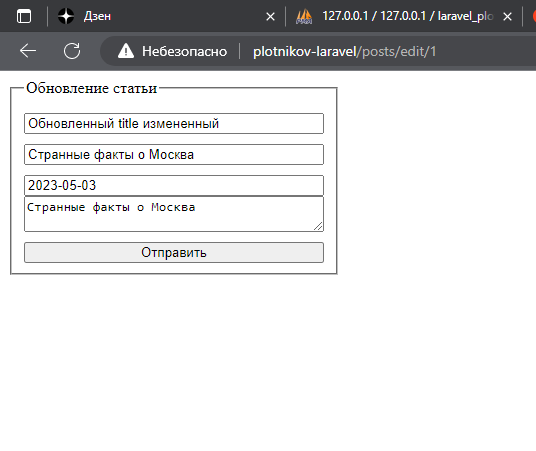 Дзен
127.0.0.1 / 127.0.0.1 / laravel_plo
Небезопасно
plotnikov-laravel/posts/edit/1
Обновление статьи
Обновленный title измененный
Странные факты о Москва
2023-05-03
Странные факты о Москва
Отправить